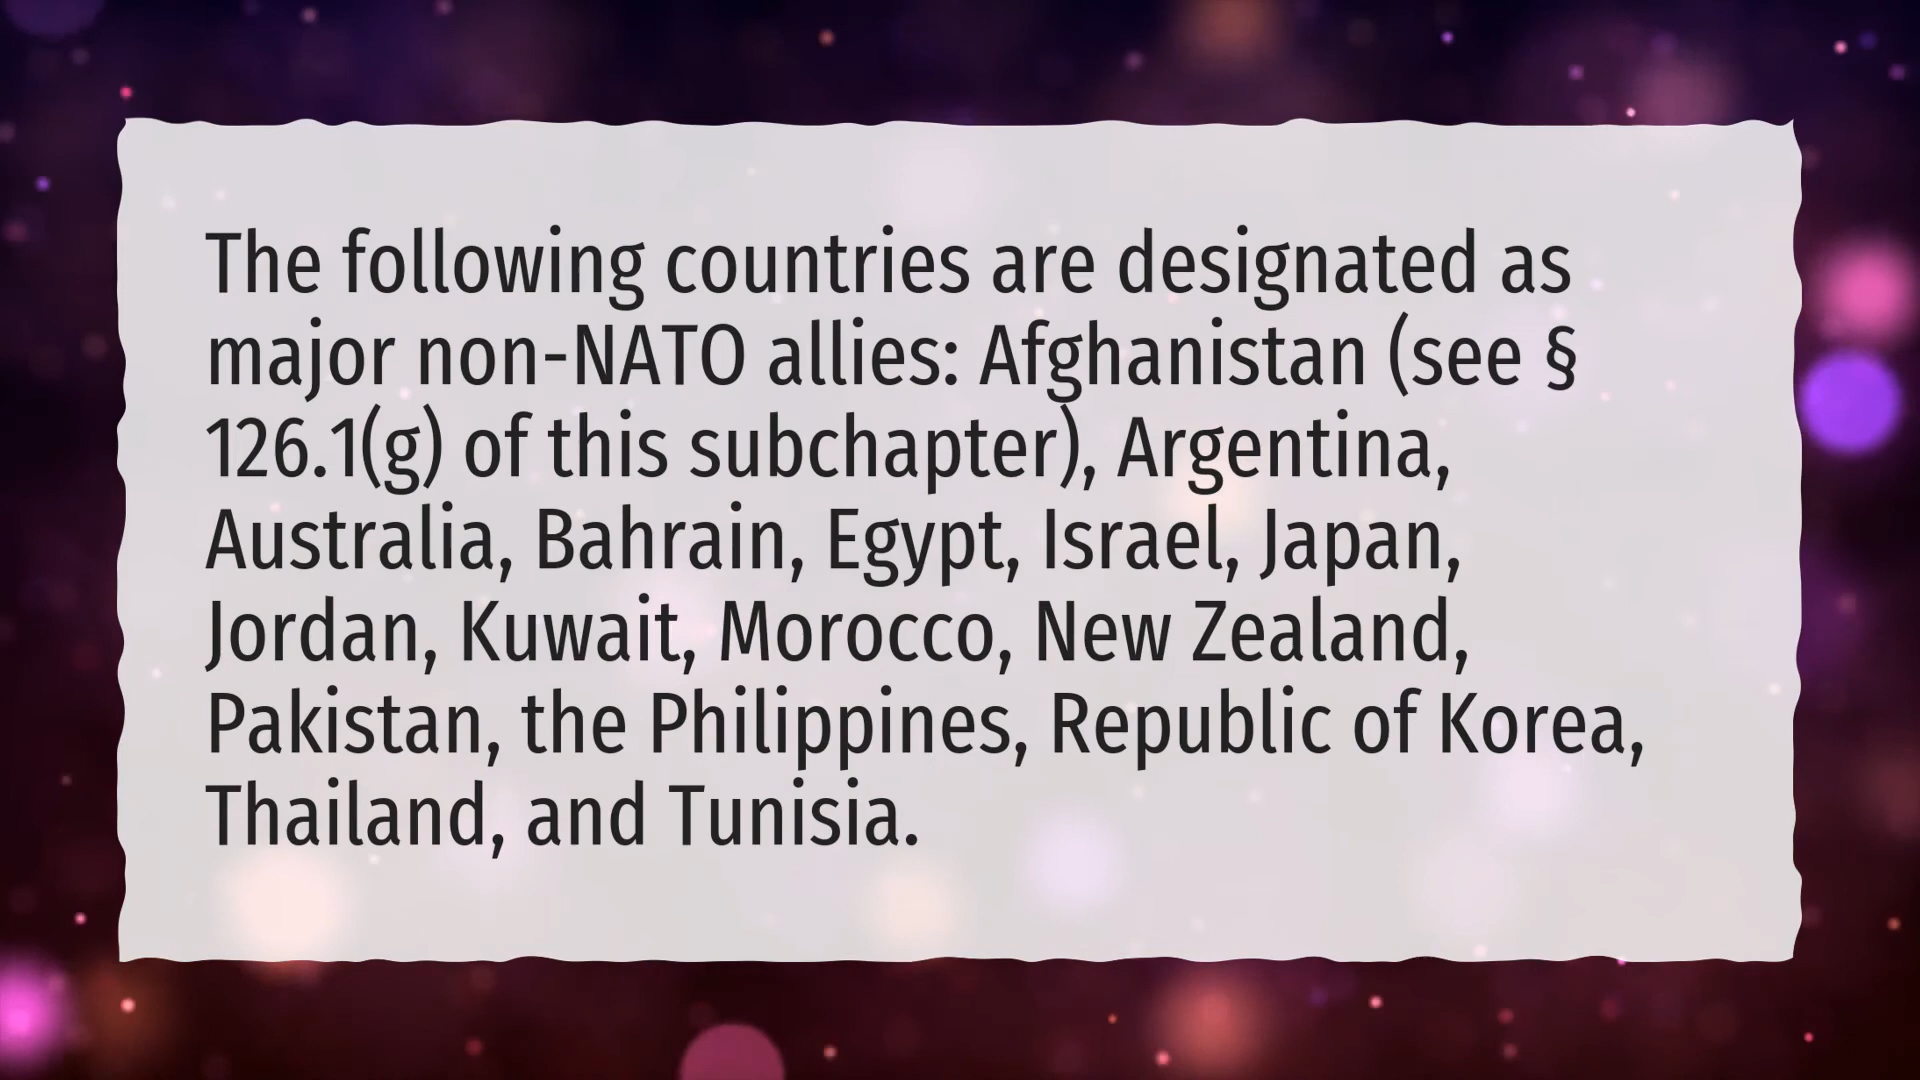 The following countries are designated as
major non-NATO allies: Afghanistan (see §
126.1(g) of this subchapter), Argentina,
Australia, Bahrain, Egypt, Israel, Japan,
Jordan, Kuwait, Morocco, New Zealand,
Pakistan, the Philippines, Republic of Korea,
Thailand, and Tunisia.